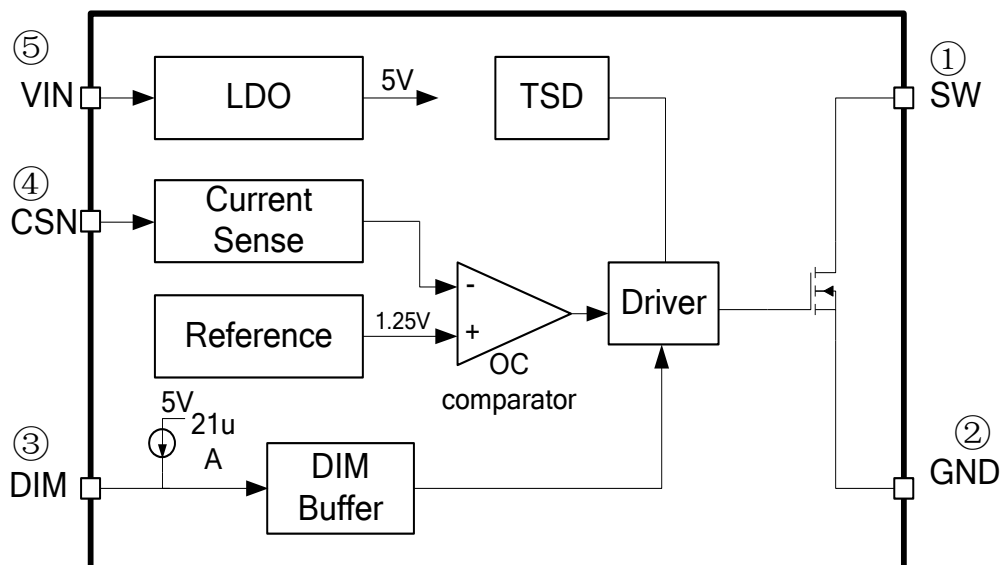 ⑤
VIN
LDO
5V
TSD
①
SW
④
CSN
Current
Sense
-
Reference
1.25V
+
OC
comparator
Driver
5V
21u
A
③
DIM
DIM
Buffer
②
GND